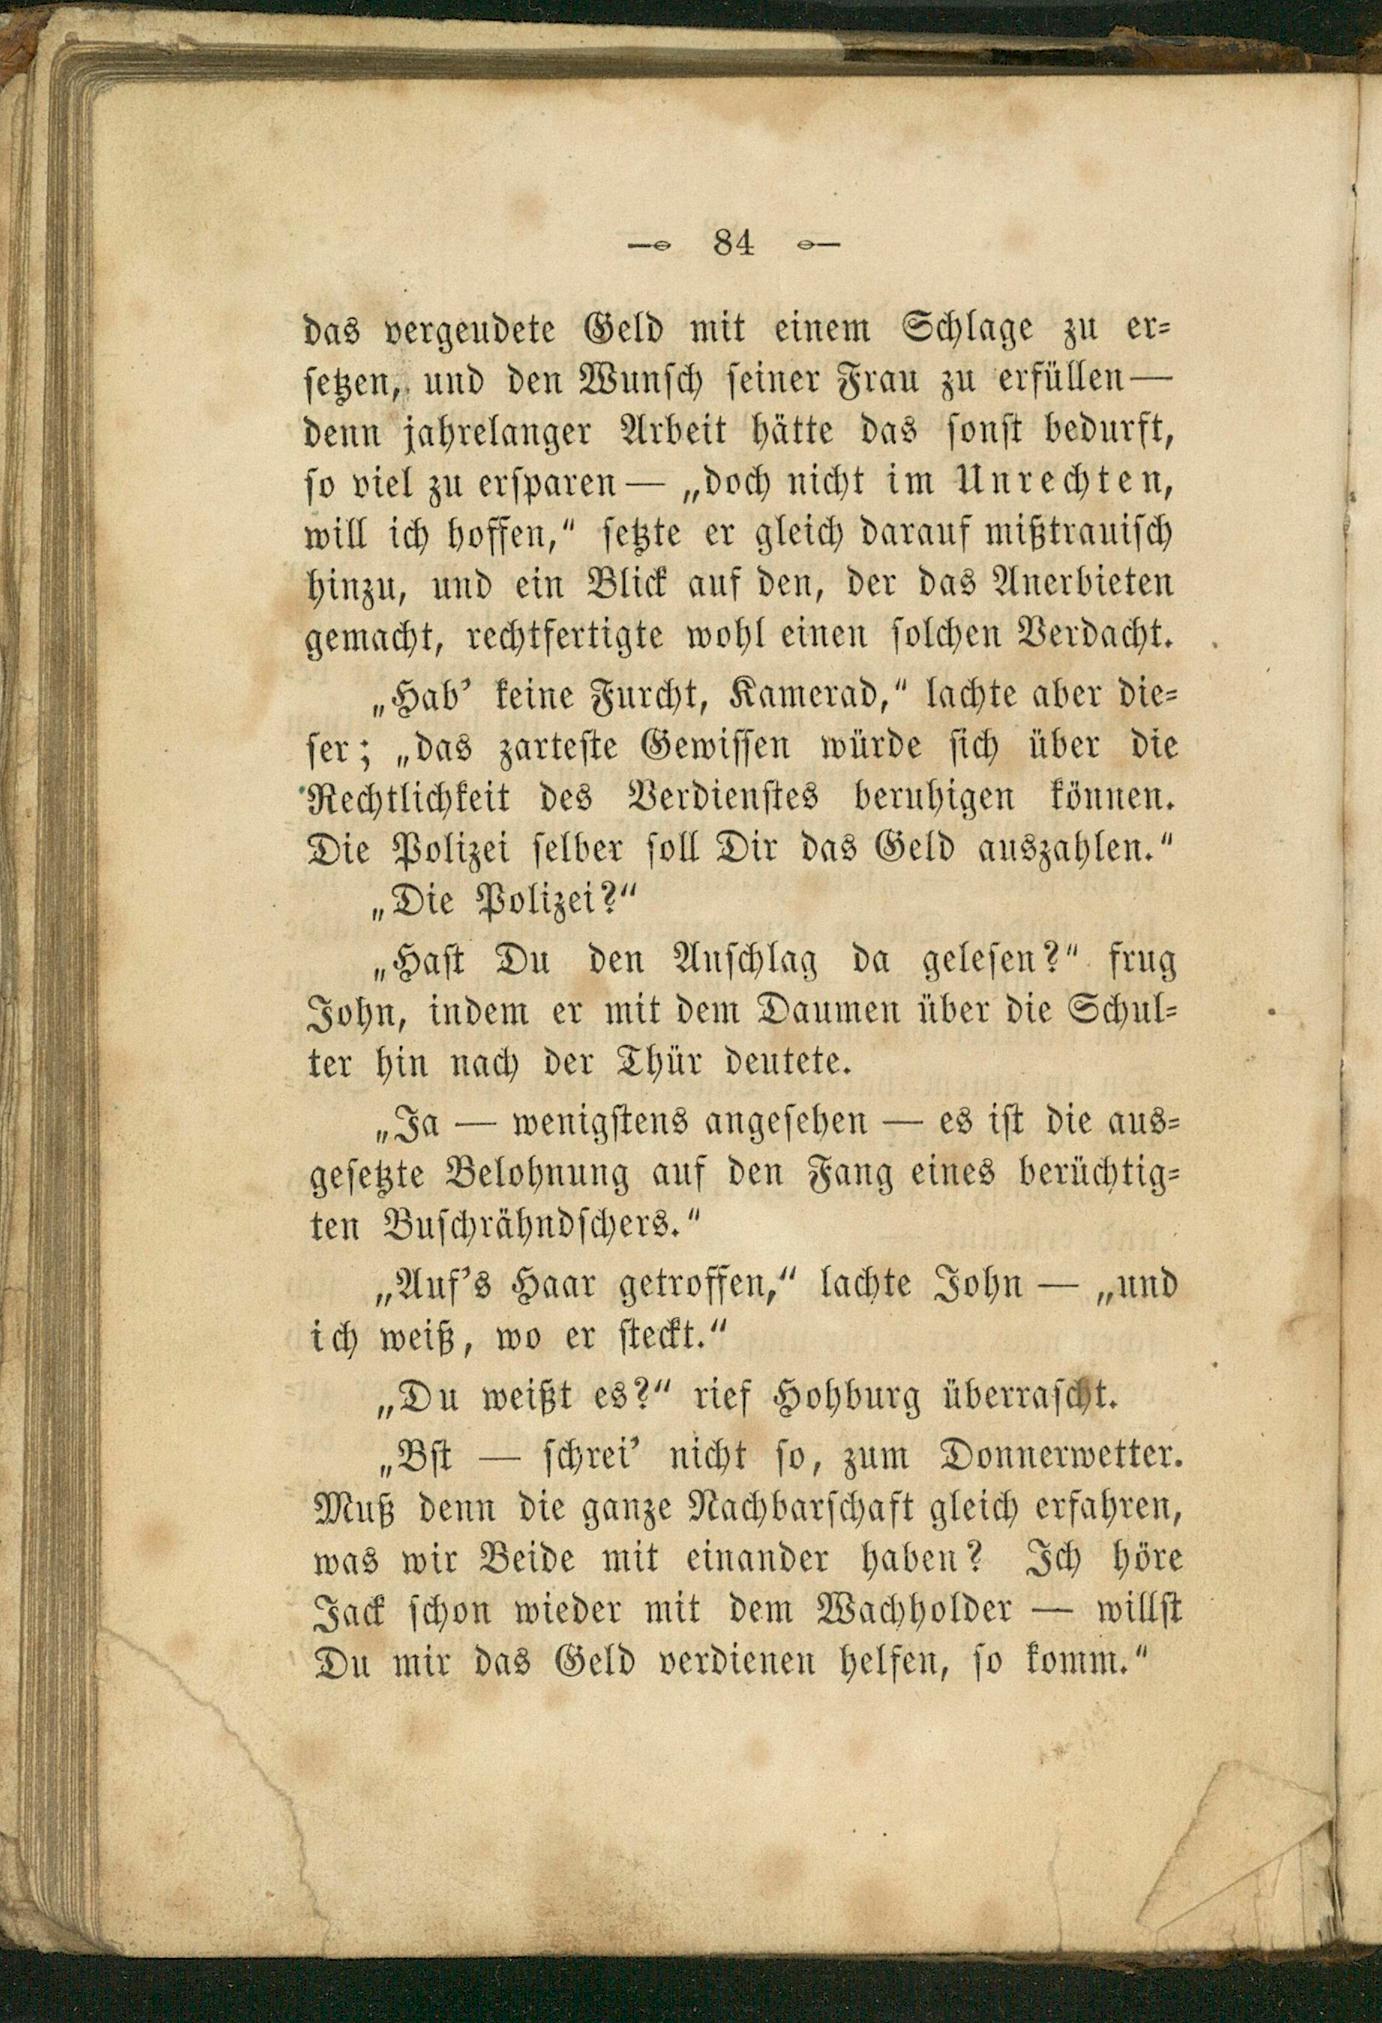 84
das vergeudete Geld mit einem Schlage zu er⸗
setzen, und den Wunsch seiner Frau zu erfüllen—
denn jahrelanger Arbeit hätte das sonst bedurft,
so viel zu ersparen— „doch nicht im Unrechten,
will ich hoffen,“ setzte er gleich darauf mißtrauisch
hinzu, und ein Blick auf den, der das Anerbieten
gemacht, rechtfertigte wohl einen solchen Verdacht.
„Hab’ keine Furcht, Kamerad,“ lachte aber die⸗
ser; „das zarteste Gewissen würde sich über die
Rechtlichkeit des Verdienstes beruhigen können.
Die Polizei selber soll Dir das Geld auszahlen.“
„Die Polizei?“
„Hast Du den Anschlag da gelesen?“ frug
John, indem er mit dem Daumen über die Schul⸗
ter hin nach der Thür deutete.
„Ja — wenigstens angesehen — es ist die aus⸗
gesetzte Belohnung auf den Fang eines berüchtig⸗
ten Buschrähndschers.“
„Auf’s Haar getroffen,“ lachte John — „und
ich weiß, wo er steckt.“
„Du weißt es?“ rief Hohburg überrascht.
„Bst — schrei’ nicht so, zum Donnerwetter.
Muß denn die ganze Nachbarschaft gleich erfahren,
was wir Beide mit einander haben? Ich höre
Jack schon wieder mit dem Wachholder — willst
Du mir das Geld verdienen helfen, so komm.“